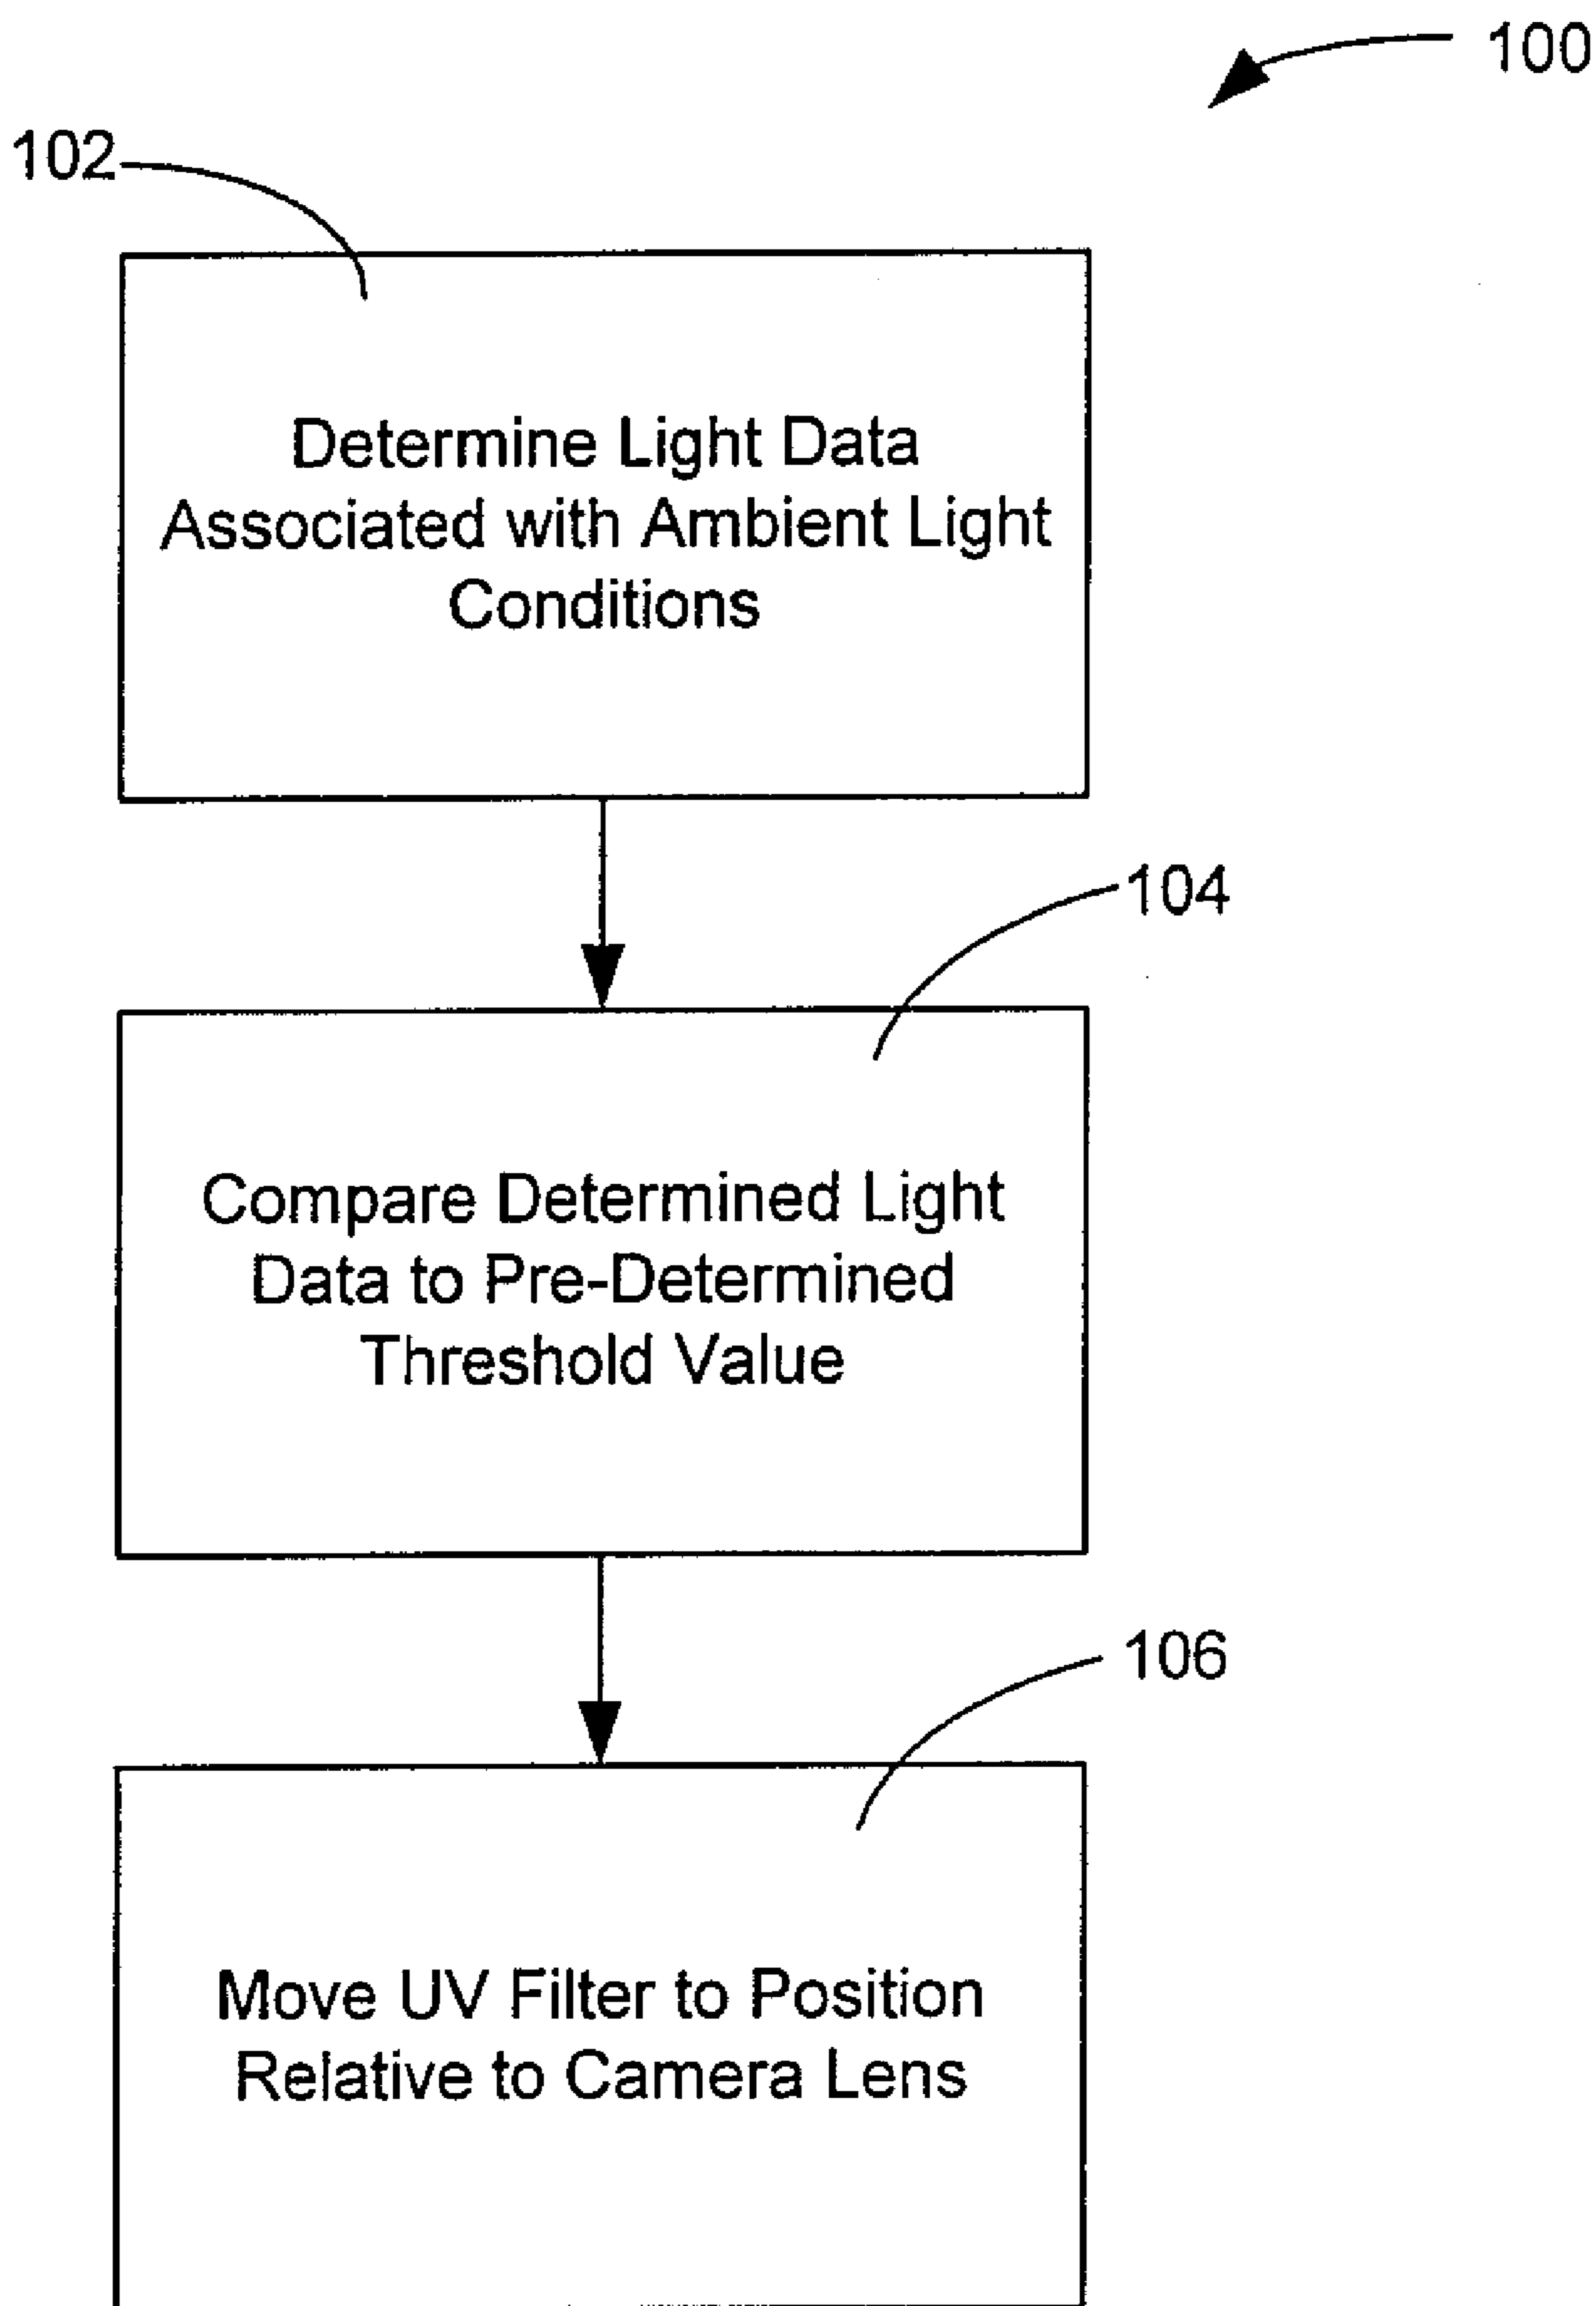 100
102
Determine Light Data
Associated with Ambient Light
Conditions
104
Compare Determined Light
Data to Pre-Determined
Threshold Value
106
Move UV Filter to Position
Relative to Camera Lens